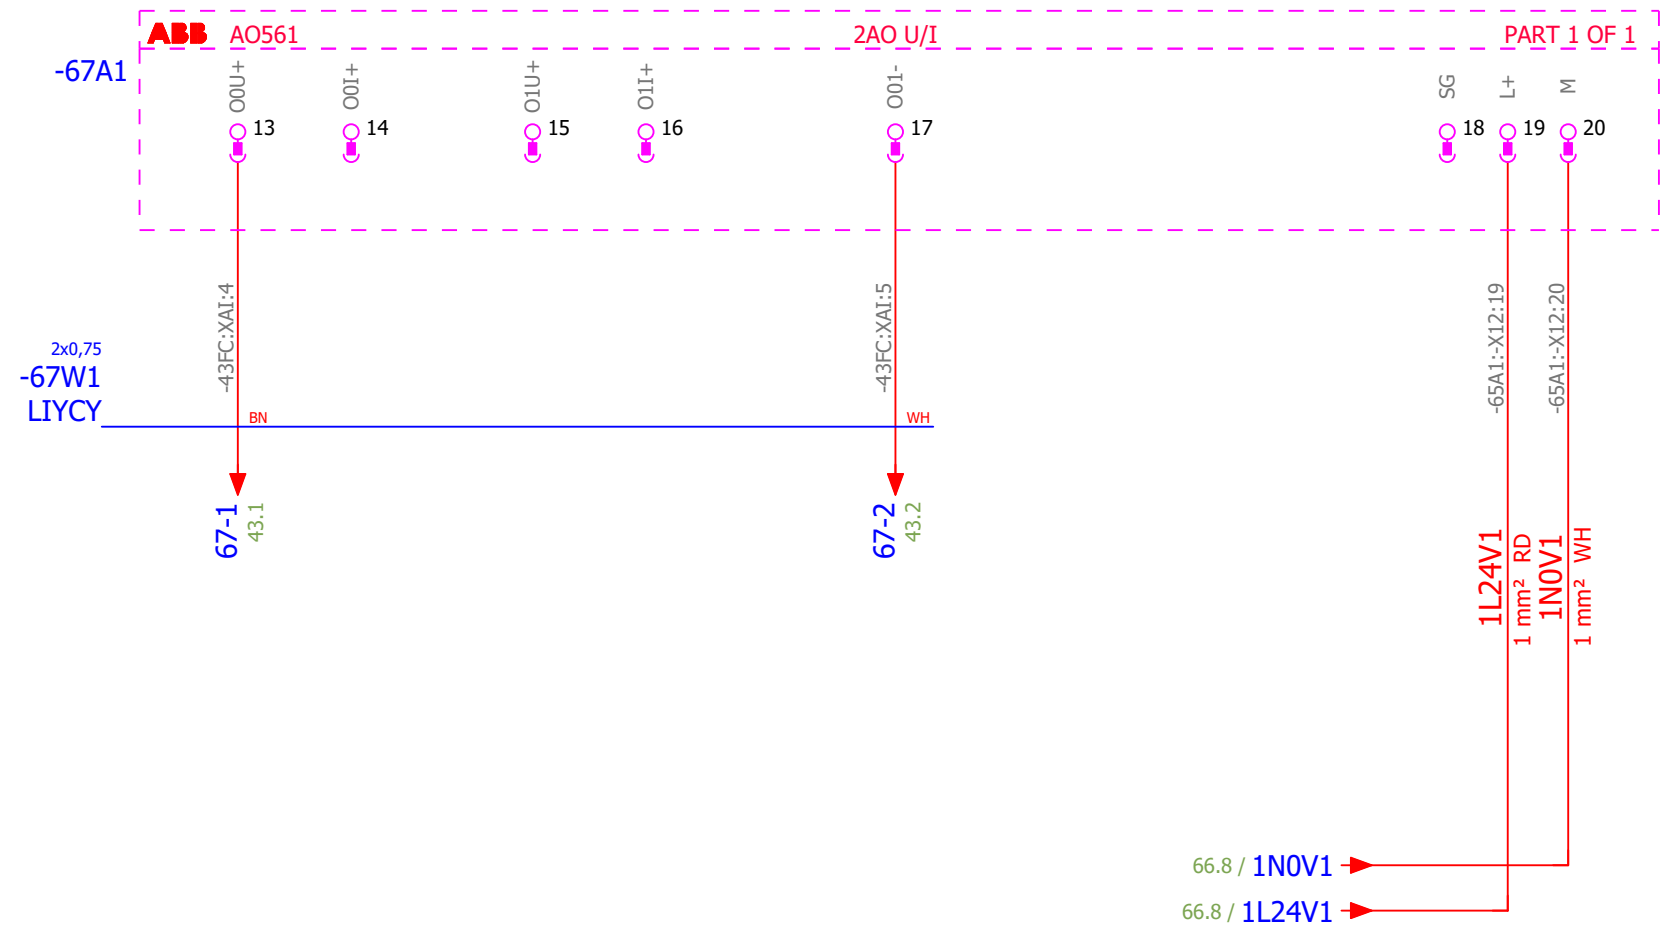 ABB AO561 2AO U/I PART 1 OF 1
-67A1
O0U+ O0I+ O1U+ O1I+ O01- SG L+ M
13 14 15 16 17 18 19 20
-43FC:XAI:4
-43FC:XAI:5
-65A1:-X12:19
-65A1:-X12:20
2x0,75
-67W1
LIYCY
BN WH
67-1
43.1
67-2
43.2
1L24V1
1 mm² RD
1N0V1
1 mm² WH
66.8 / 1N0V1
66.8 / 1L24V1